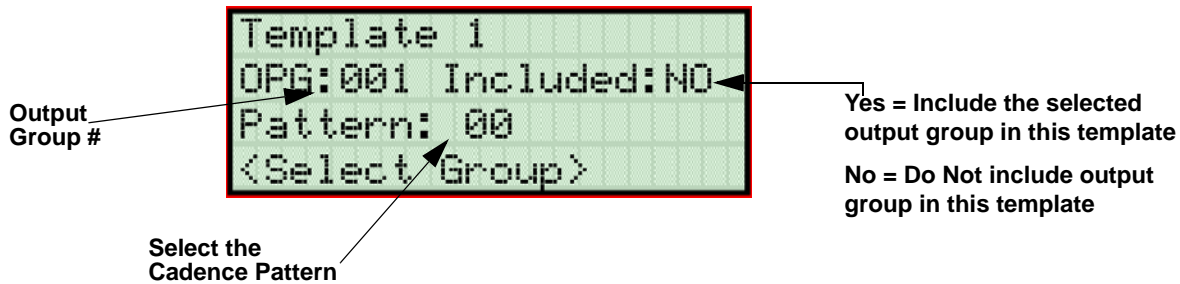 Template 1
OPG:001 Included:NO
Pattern: 00
<Select Group>
Output
Group #
Yes = Include the selected
output group in this template
No = Do Not include output
group in this template
Select the
Cadence Pattern